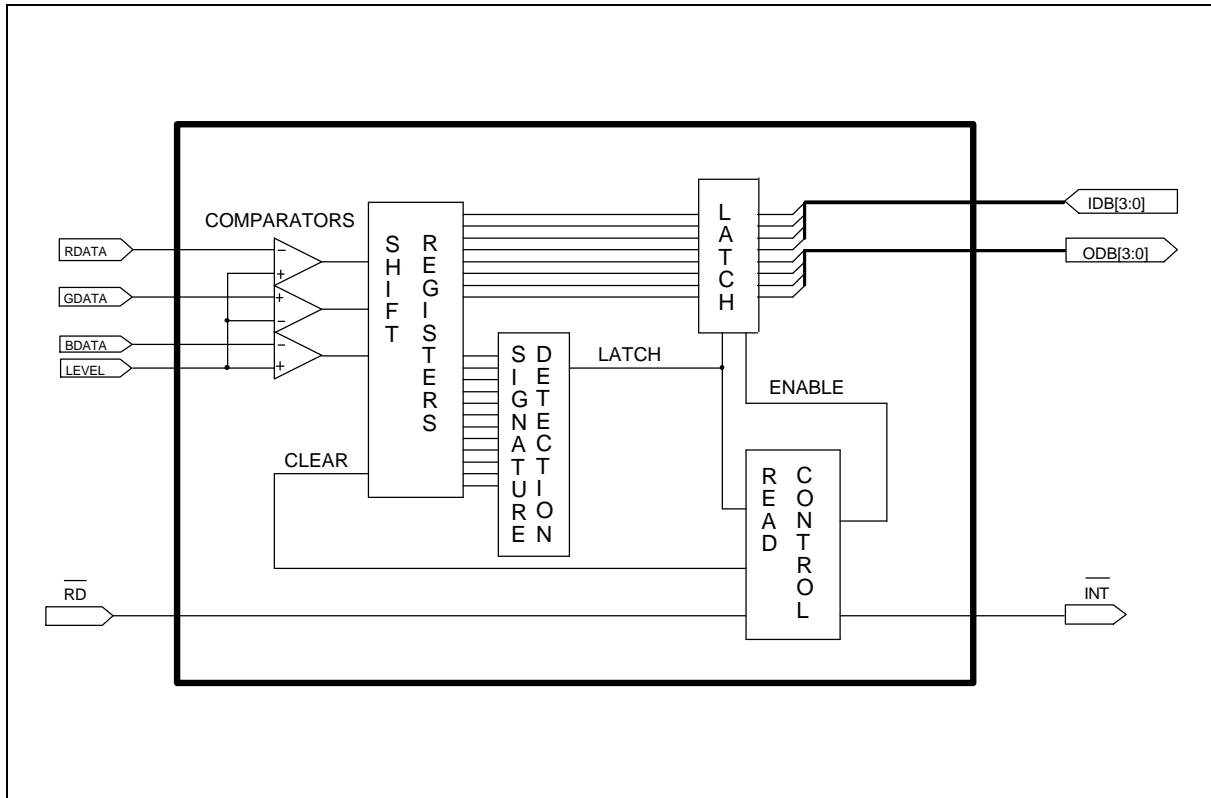 COMPARATORS
RDATA
GDATA
BDATA
LEVEL
−
+
+
−
−
+
SHIFT
REGISTERS
LATCH
IDB[3:0]
ODB[3:0]
SIGNATURE
DETECTION
LATCH
ENABLE
CLEAR
READ
CONTROL
RD
INT